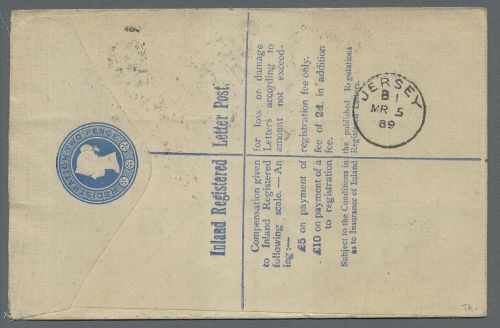 REGISTRATION TWO PENCE
Inland Registered Letter Post.
Compensation given for loss or damage
to Inland Registered Letters according to
following scale. An amount not exceed-
ing:—
£5 on payment of registration fee only.
£10 on payment of a fee of 2d. in addition
to registration fee.
Subject to the Conditions in the published Regulations
as to Insurance of Inland Registered Letters.
JERSEY
B 1
MR 5
89